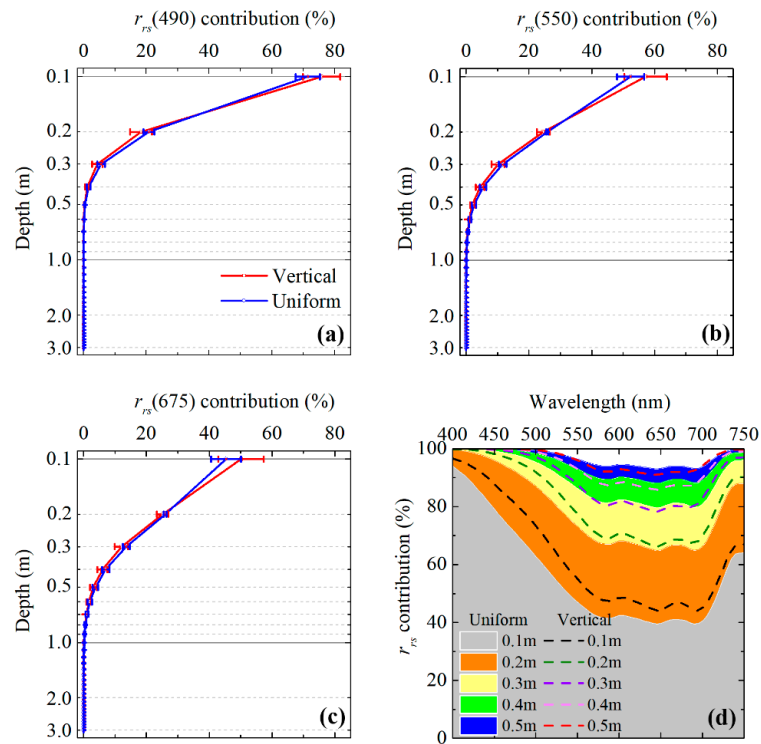 r_rs(490) contribution (%)
0 20 40 60 80
0.1
0.2
0.3
0.5
1.0
2.0
3.0
Depth (m)
Vertical
Uniform
(a)
r_rs(550) contribution (%)
0 20 40 60 80
0.1
0.2
0.3
0.5
1.0
2.0
3.0
Depth (m)
(b)
r_rs(675) contribution (%)
0 20 40 60 80
0.1
0.2
0.3
0.5
1.0
2.0
3.0
Depth (m)
(c)
Wavelength (nm)
400 450 500 550 600 650 700 750
100
80
60
40
20
0
r_rs contribution (%)
Uniform Vertical
0.1m 0.1m
0.2m 0.2m
0.3m 0.3m
0.4m 0.4m
0.5m 0.5m
(d)